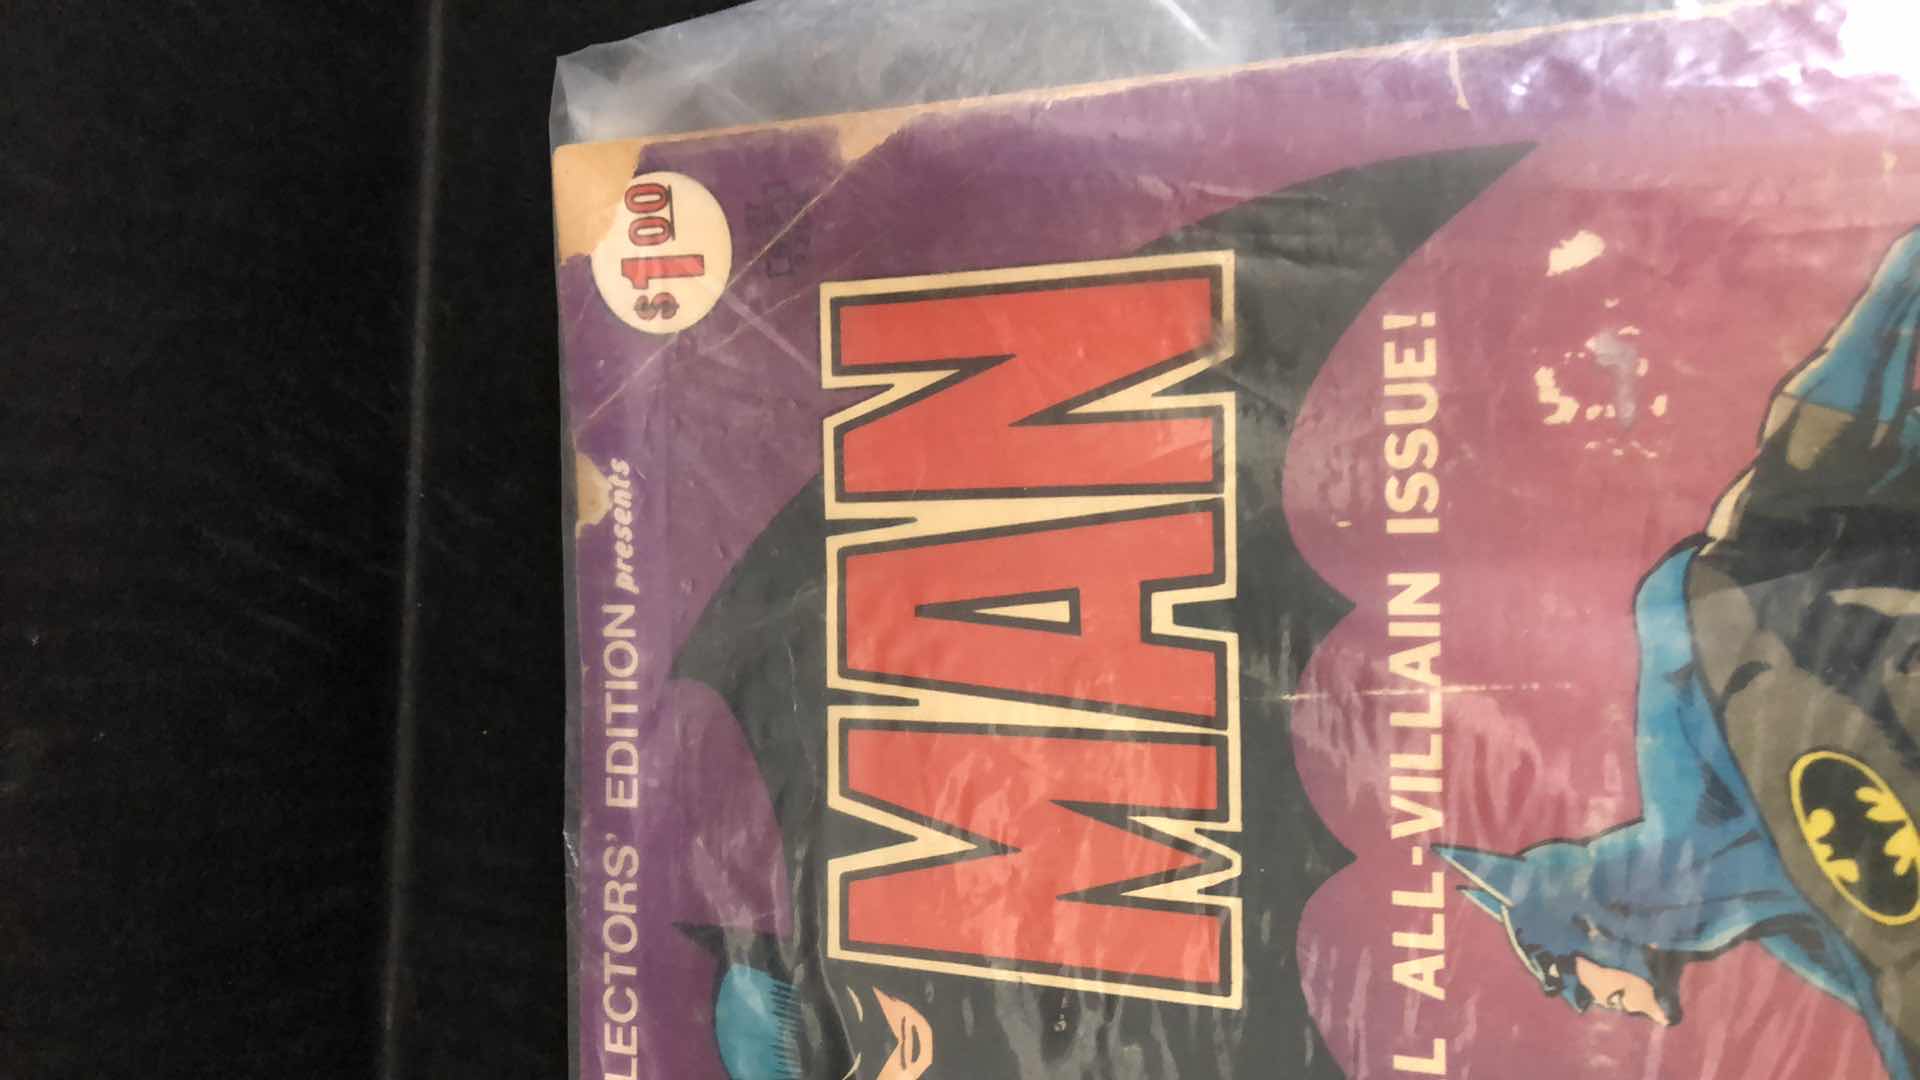 $1.00
LECTORS' EDITION presents
MAN
L ALL-VILLAIN ISSUE!